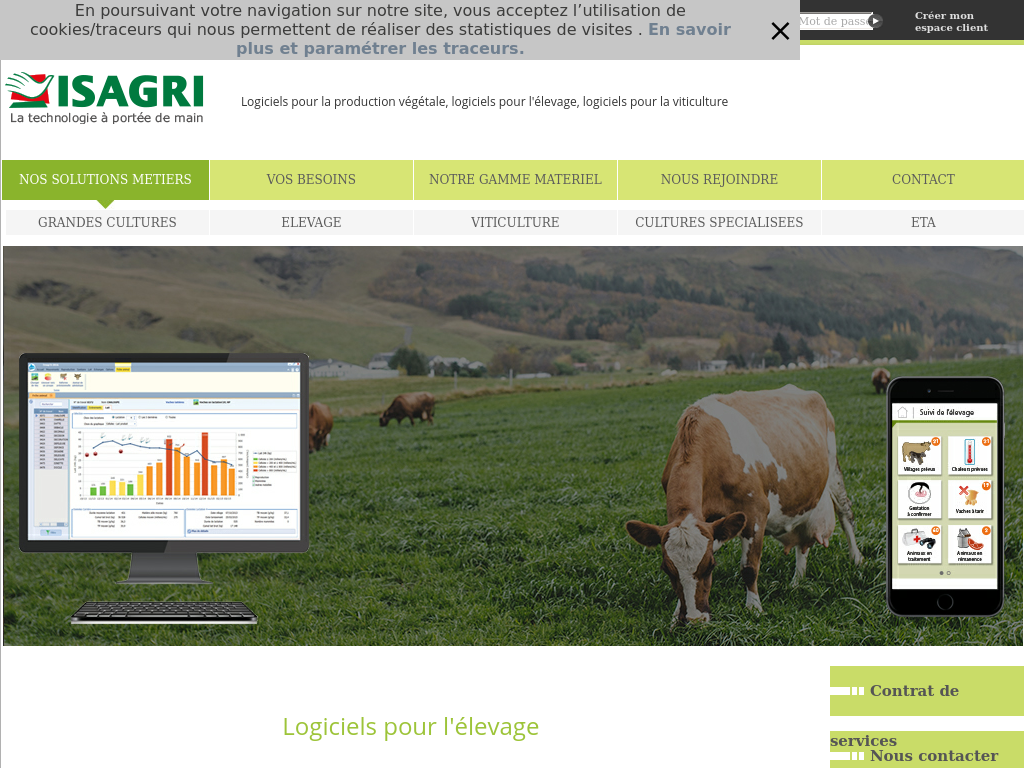 En poursuivant votre navigation sur notre site, vous acceptez l’utilisation de
cookies/traceurs qui nous permettent de réaliser des statistiques de visites . En savoir
plus et paramétrer les traceurs.
Mot de passe
Créer mon
espace client
ISAGRI
La technologie à portée de main
Logiciels pour la production végétale, logiciels pour l'élevage, logiciels pour la viticulture
NOS SOLUTIONS METIERS
VOS BESOINS
NOTRE GAMME MATERIEL
NOUS REJOINDRE
CONTACT
GRANDES CULTURES
ELEVAGE
VITICULTURE
CULTURES SPECIALISEES
ETA
Suivi de l'élevage
Vêlages prévus
Chaleurs prévues
Gestation
à confirmer
Vaches à tarir
Animaux en
traitement
Animaux en
rémanence
Logiciels pour l'élevage
Contrat de
services
Nous contacter